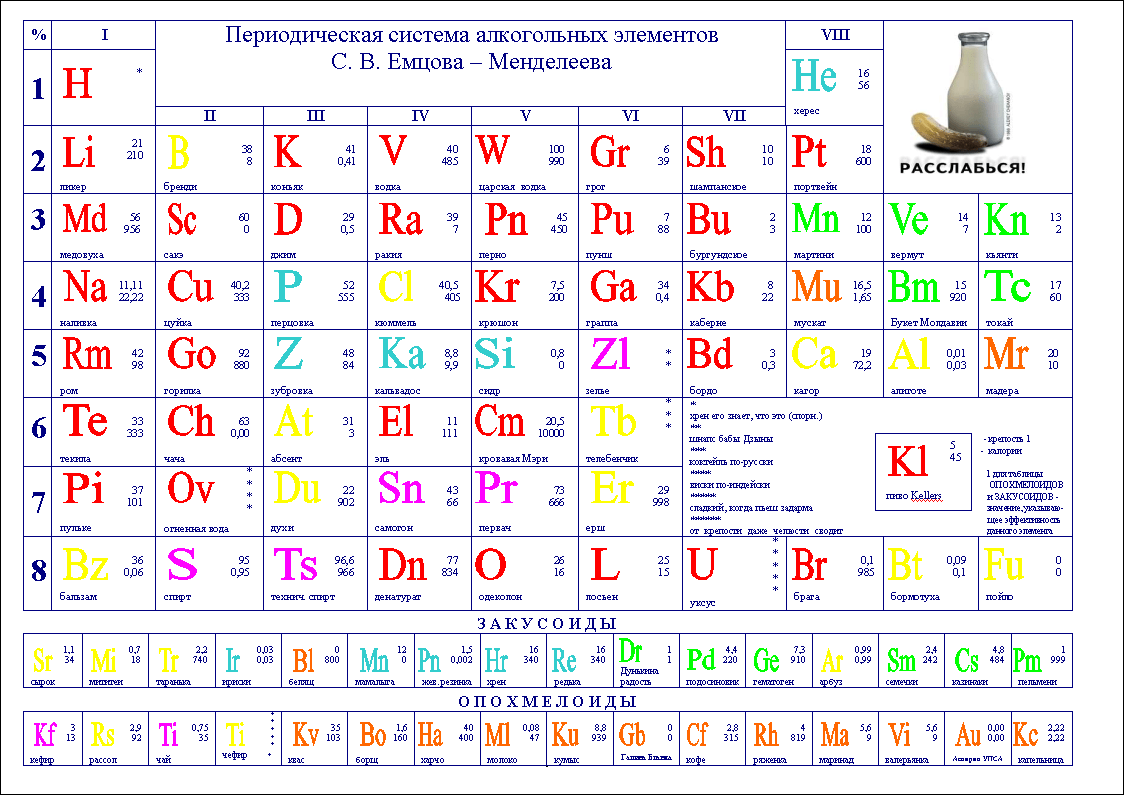 % I Периодическая система алкогольных элементов VIII
С. В. Емцова – Менделеева
1 H * He 16 56
херес
II III IV V VI VII
РАССЛАБЬСЯ!
2 Li 21 210 B 38 8 K 41 0,41 V 40 485 W 100 990 Gr 6 39 Sh 10 10 Pt 18 600
ликер бренди коньяк водка царская водка грог шампанское портвейн
3 Md 56 956 Sc 60 0 D 29 0,5 Ra 39 7 Pn 45 450 Pu 7 88 Bu 2 3 Mn 12 100 Ve 14 7 Kn 13 2
медовуха сакэ джим ракия перно пунш бургундское мартини вермут кьянти
4 Na 11,11 22,22 Cu 40,2 333 P 52 555 Cl 40,5 405 Kr 7,5 200 Ga 34 0,4 Kb 8 22 Mu 16,5 1,65 Bm 15 920 Tc 17 60
наливка цуйка перцовка кюммель крюшон граппа каберне мускат Букет Молдавии токай
5 Rm 42 98 Go 92 880 Z 48 84 Ka 8,8 9,9 Si 0,8 0 Zl * * Bd 3 0,3 Ca 19 72,2 Al 0,01 0,03 Mr 20 10
ром горилка зубровка кальвадос сидр зелье бордо кагор алиготе мадера
6 Te 33 333 Ch 63 0,00 At 31 3 El 11 111 Cm 20,5 10000 Tb * * *
текила чача абсент эль кровавая Мэри телебенчик
7 Pi 37 101 Ov * * * * Du 22 902 Sn 43 66 Pr 73 666 Er 29 998
пульке огненная вода духи самогон первач ерш
*
хрен его знает, что это (спорн.)
**
шнапс бабы Дзыны
***
коктейль по-русски
****
виски по-индейски
*****
сладкий, когда пьеш задарма
******
от крепости даже челюсти сводит
Kl 5 45
пиво Kellers
- крепость 1
- калории
1 для таблицы
ОПОХМЕЛОИДОВ
и ЗАКУСОИДОВ -
значение,указываю-
щее эффективность
данного элемента
8 Bz 36 0,06 S 95 0,95 Ts 96,6 966 Dn 77 834 O 26 16 L 25 15 U * * * * * Br 0,1 985 Bt 0,09 0,1 Fu 0 0
бальзам спирт технич. спирт денатурат одеколон лосьен уксус брага бормотуха пойло
ЗАКУСОИДЫ
Sr 1,1 34 Mi 0,7 18 Tr 2,2 740 Ir 0,03 0,03 Bl 0 800 Mn 12 0 Pn 1,5 0,002 Hr 16 340 Re 16 340 Dr 1 1 Pd 4,4 220 Ge 7,3 910 Ar 0,99 0,99 Sm 2,4 242 Cs 4,8 484 Pm 1 999
сырок мититеи таранька ириски беляш мамалыга жев.резинка хрен редька Дунькина радость подосиновик гематоген арбуз семечки казинаки пельмени
ОПОХМЕЛОИДЫ
Kf 3 13 Rs 2,9 92 Ti 0,75 35 Ti * * * * * * Kv 35 103 Bo 1,6 160 Ha 40 400 Ml 0,08 47 Ku 8,8 939 Gb 0 0 Cf 2,8 315 Rh 4 819 Ma 5,6 9 Vi 5,6 9 Au 0,00 0,00 Kc 2,22 2,22
кефир рассол чай чефир квас борщ харчо молоко кумыс Галина Бланка кофе ряженка маринад валерьянка Аспирин УПСА капельница